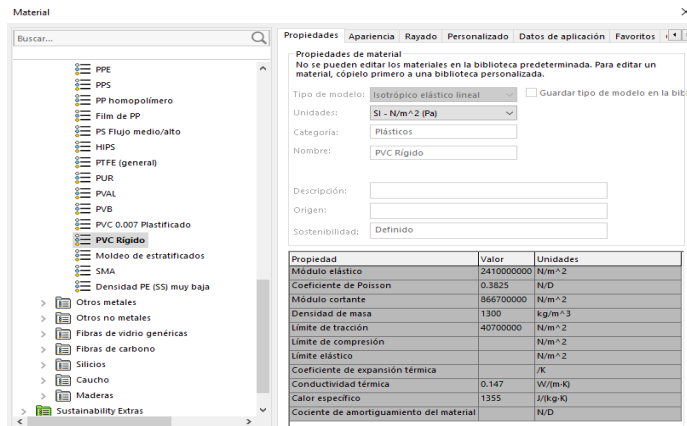 Material
Buscar...
PPE
PPS
PP homopolímero
Film de PP
PS Flujo medio/alto
HIPS
PTFE (general)
PUR
PVAL
PVB
PVC 0.007 Plastificado
PVC Rígido
Moldeo de estratificados
SMA
Densidad PE (SS) muy baja
Otros metales
Otros no metales
Fibras de vidrio genéricas
Fibras de carbono
Silicios
Caucho
Maderas
Sustainability Extras
Propiedades Apariencia Rayado Personalizado Datos de aplicación Favoritos
Propiedades de material
No se pueden editar los materiales en la biblioteca predeterminada. Para editar un
material, cópielo primero a una biblioteca personalizada.
Tipo de modelo: Isotrópico elástico lineal Guardar tipo de modelo en la bib
Unidades: SI - N/m^2 (Pa)
Categoría: Plásticos
Nombre: PVC Rígido
Descripción:
Origen:
Sostenibilidad: Definido
Propiedad Valor Unidades
Módulo elástico 2410000000 N/m^2
Coeficiente de Poisson 0.3825 N/D
Módulo cortante 866700000 N/m^2
Densidad de masa 1300 kg/m^3
Límite de tracción 40700000 N/m^2
Límite de compresión N/m^2
Límite elástico N/m^2
Coeficiente de expansión térmica /K
Conductividad térmica 0.147 W/(m·K)
Calor específico 1355 J/(kg·K)
Cociente de amortiguamiento del material N/D